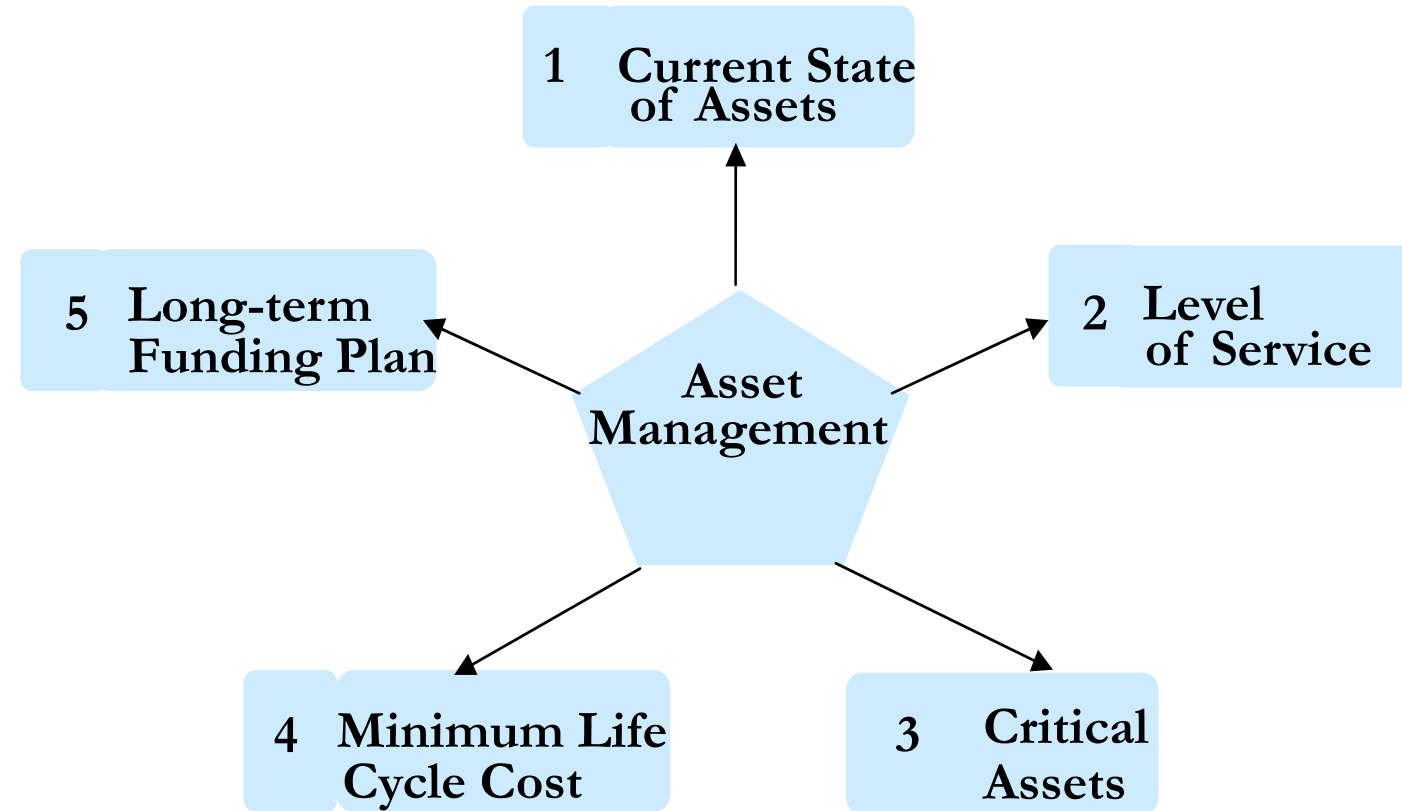 1 Current State
of Assets
5 Long-term
Funding Plan
2 Level
of Service
Asset
Management
4 Minimum Life
Cycle Cost
3 Critical
Assets